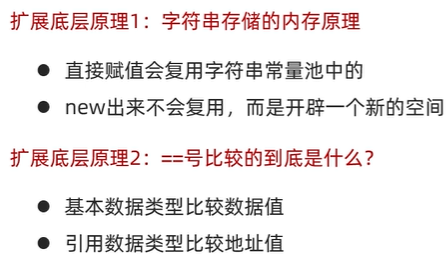 扩展底层原理1：字符串存储的内存原理
● 直接赋值会复用字符串常量池中的
● new出来不会复用，而是开辟一个新的空间
扩展底层原理2：==号比较的到底是什么？
● 基本数据类型比较数据值
● 引用数据类型比较地址值